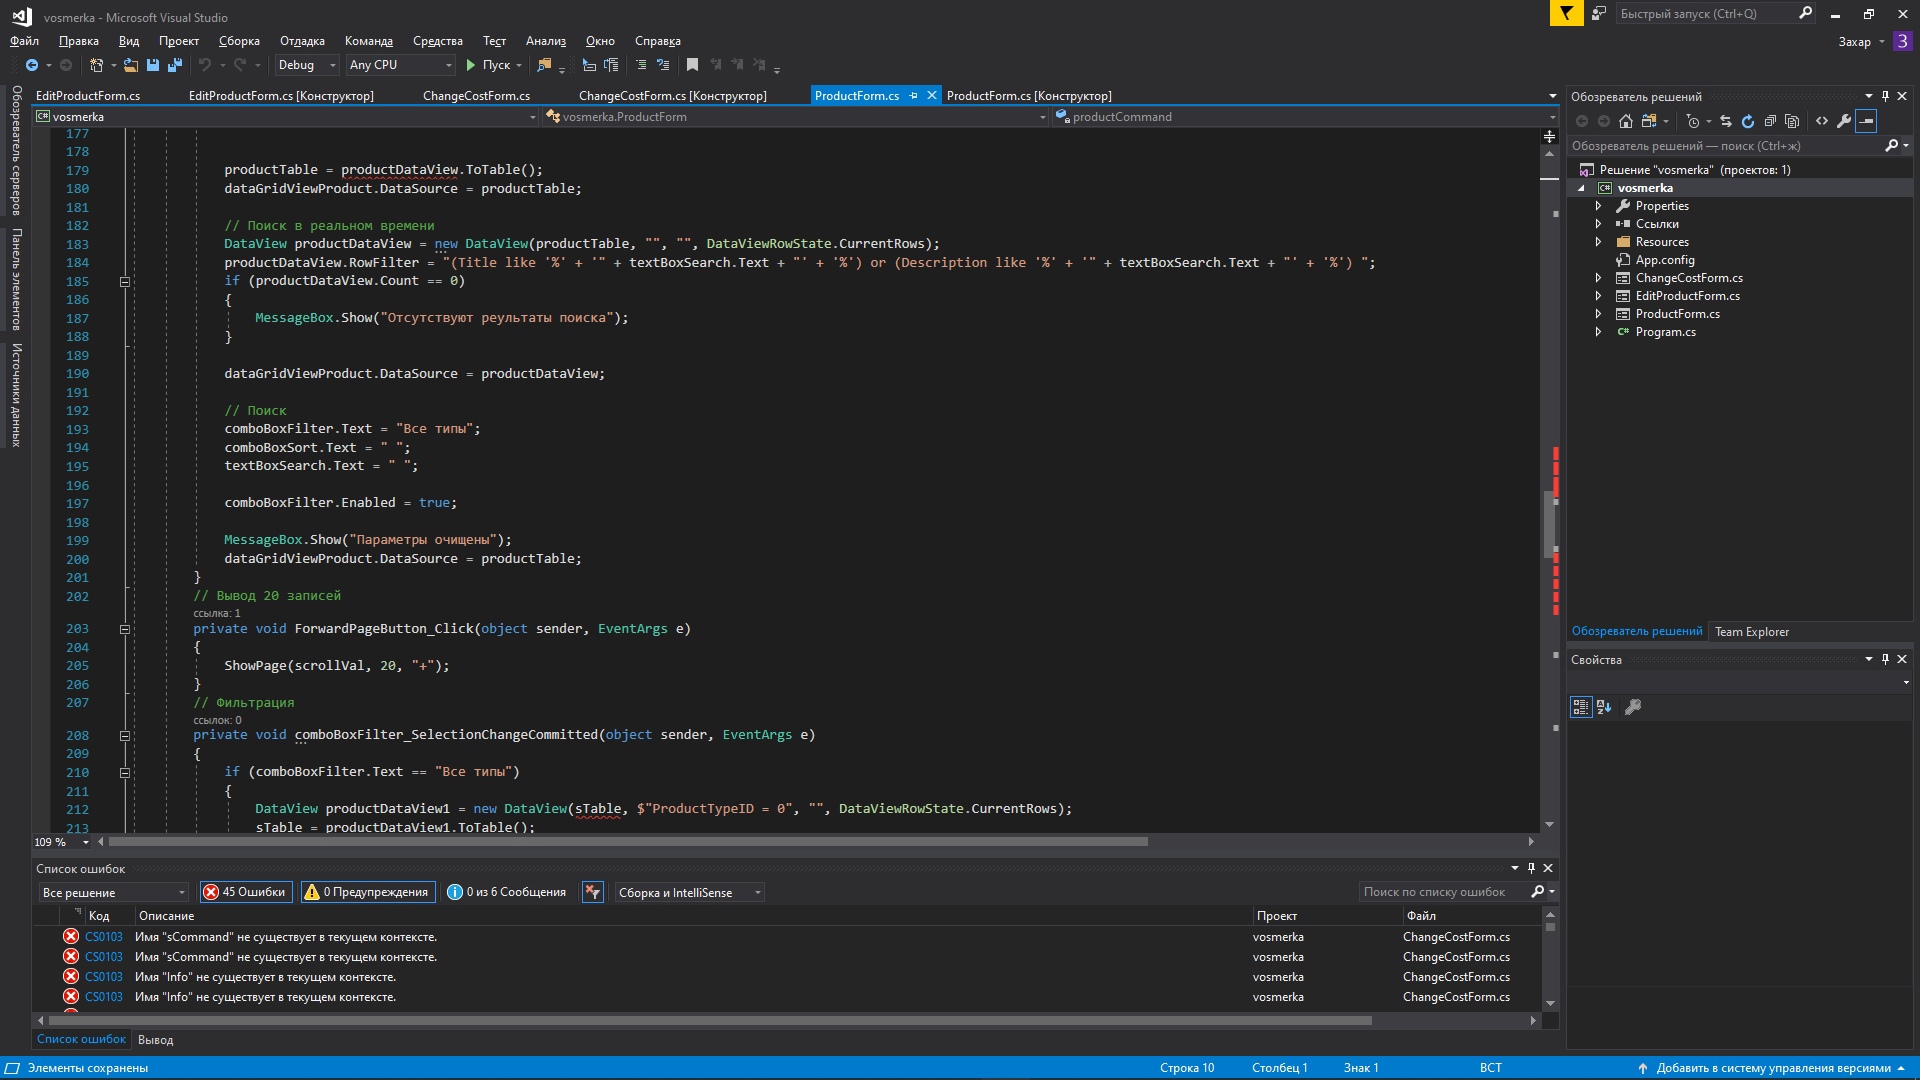 vosmerka - Microsoft Visual Studio
Быстрый запуск (Ctrl+Q)
Файл Правка Вид Проект Сборка Отладка Команда Средства Тест Анализ Окно Справка
Захар З
Debug Any CPU Пуск
Обозреватель серверов
Панель элементов
Источники данных
EditProductForm.cs EditProductForm.cs [Конструктор] ChangeCostForm.cs ChangeCostForm.cs [Конструктор] ProductForm.cs ProductForm.cs [Конструктор]
vosmerka vosmerka.ProductForm productCommand
177
178
179 productTable = productDataView.ToTable();
180 dataGridViewProduct.DataSource = productTable;
181
182 // Поиск в реальном времени
183 DataView productDataView = new DataView(productTable, "", "", DataViewRowState.CurrentRows);
184 productDataView.RowFilter = "(Title like '%' + '" + textBoxSearch.Text + "' + '%') or (Description like '%' + '" + textBoxSearch.Text + "' + '%') ";
185 if (productDataView.Count == 0)
186 {
187 MessageBox.Show("Отсутствуют реультаты поиска");
188 }
189
190 dataGridViewProduct.DataSource = productDataView;
191
192 // Поиск
193 comboBoxFilter.Text = "Все типы";
194 comboBoxSort.Text = " ";
195 textBoxSearch.Text = " ";
196
197 comboBoxFilter.Enabled = true;
198
199 MessageBox.Show("Параметры очищены");
200 dataGridViewProduct.DataSource = productTable;
201 }
202 // Вывод 20 записей
ссылка: 1
203 private void ForwardPageButton_Click(object sender, EventArgs e)
204 {
205 ShowPage(scrollVal, 20, "+");
206 }
207 // Фильтрация
ссылок: 0
208 private void comboBoxFilter_SelectionChangeCommitted(object sender, EventArgs e)
209 {
210 if (comboBoxFilter.Text == "Все типы")
211 {
212 DataView productDataView1 = new DataView(sTable, $"ProductTypeID = 0", "", DataViewRowState.CurrentRows);
213 sTable = productDataView1.ToTable();
109 %
Список ошибок
Все решение 45 Ошибки 0 Предупреждения 0 из 6 Сообщения Сборка и IntelliSense Поиск по списку ошибок
Код Описание Проект Файл
CS0103 Имя "sCommand" не существует в текущем контексте. vosmerka ChangeCostForm.cs
CS0103 Имя "sCommand" не существует в текущем контексте. vosmerka ChangeCostForm.cs
CS0103 Имя "Info" не существует в текущем контексте. vosmerka ChangeCostForm.cs
CS0103 Имя "Info" не существует в текущем контексте. vosmerka ChangeCostForm.cs
Список ошибок Вывод
Обозреватель решений
Обозреватель решений — поиск (Ctrl+ж)
Решение "vosmerka" (проектов: 1)
vosmerka
Properties
Ссылки
Resources
App.config
ChangeCostForm.cs
EditProductForm.cs
ProductForm.cs
Program.cs
Обозреватель решений Team Explorer
Свойства
Элементы сохранены Строка 10 Столбец 1 Знак 1 ВСТ Добавить в систему управления версиями